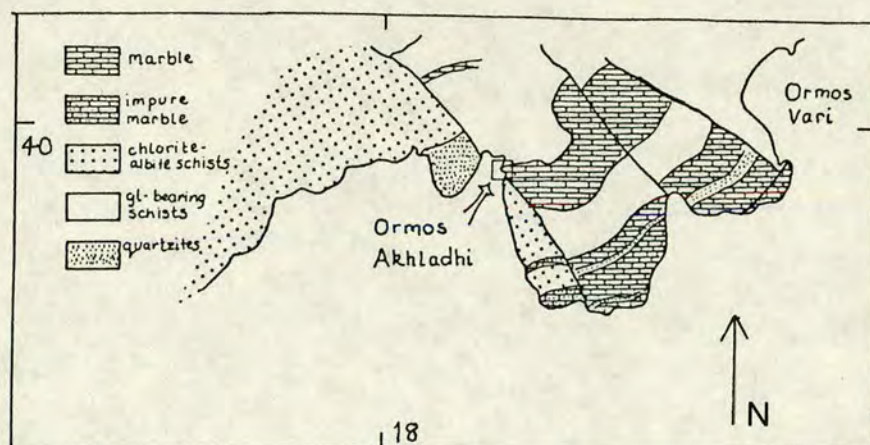 marble
impure
marble
chlorite-
albite schists
gl-bearing
schists
quartzites
40
Ormos
Akhladhi
Ormos
Vari
18
N